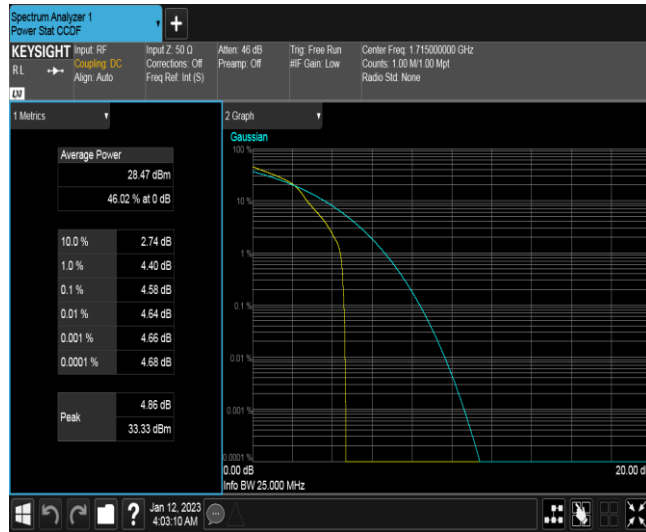 Spectrum Analyzer 1
Power Stat CCDF
+
KEYSIGHT
Input: RF
Coupling: DC
Align: Auto
Input Z: 50 Ω
Corrections: Off
Freq Ref: Int (S)
Atten: 46 dB
Preamp: Off
Trig: Free Run
#IF Gain: Low
Center Freq: 1.715000000 GHz
Counts: 1.00 M/1.00 Mpt
Radio Std: None
R L
LXI
1 Metrics
Average Power
28.47 dBm
46.02 % at 0 dB
10.0 % 2.74 dB
1.0 % 4.40 dB
0.1 % 4.58 dB
0.01 % 4.64 dB
0.001 % 4.66 dB
0.0001 % 4.68 dB
Peak
4.86 dB
33.33 dBm
2 Graph
Gaussian
100 %
10 %
1 %
0.1 %
0.01 %
0.001 %
0.0001 %
0.00 dB 20.00
Info BW 25.000 MHz
?
Jan 12, 2023
4:03:10 AM